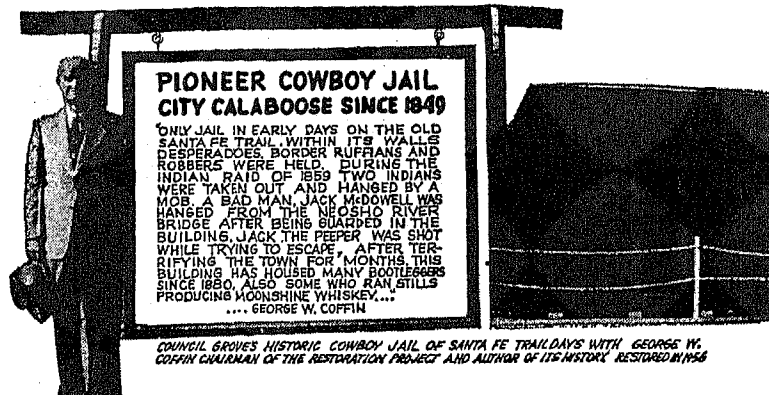 PIONEER COWBOY JAIL
CITY CALABOOSE SINCE 1849
"ONLY JAIL IN EARLY DAYS ON THE OLD
SANTA FE TRAIL. WITHIN ITS WALLS
DESPERADOES, BORDER RUFFIANS AND
ROBBERS WERE HELD. DURING THE
INDIAN RAID OF 1859 TWO INDIANS
WERE TAKEN OUT AND HANGED BY A
MOB. A BAD MAN, JACK McDOWELL WAS
HANGED FROM THE NEOSHO RIVER
BRIDGE AFTER BEING GUARDED IN THE
BUILDING. JACK THE PEEPER WAS SHOT
WHILE TRYING TO ESCAPE, AFTER TER-
RIFYING THE TOWN FOR MONTHS. THIS
BUILDING HAS HOUSED MANY BOOTLEGGERS
SINCE 1880, ALSO SOME WHO RAN STILLS
PRODUCING MOONSHINE WHISKEY...."
.... GEORGE W. COFFIN
COUNCIL GROVE'S HISTORIC COWBOY JAIL OF SANTA FE TRAIL DAYS WITH GEORGE W.
COFFIN CHAIRMAN OF THE RESTORATION PROJECT AND AUTHOR OF ITS HISTORY RESTORED IN 1956